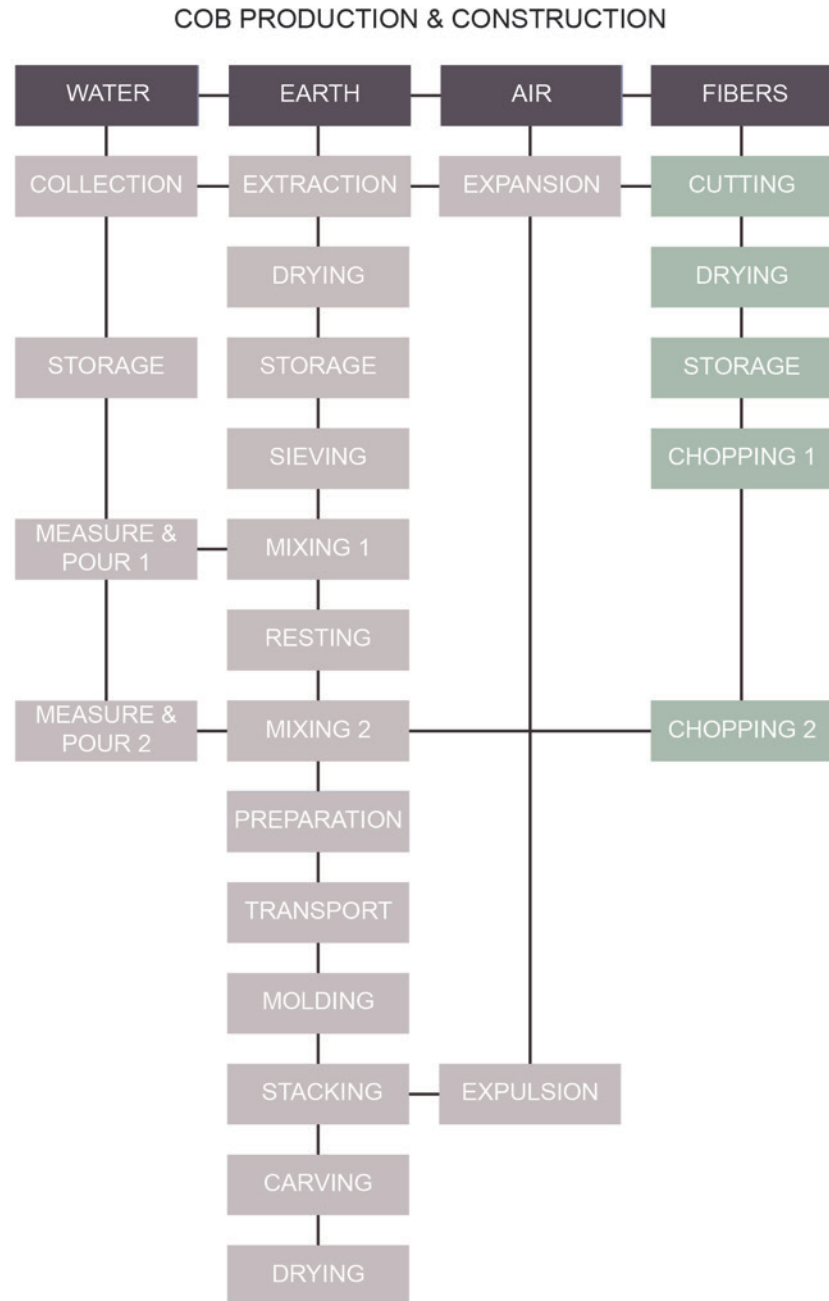 COB PRODUCTION & CONSTRUCTION
WATER
EARTH
AIR
FIBERS
COLLECTION
EXTRACTION
EXPANSION
CUTTING
DRYING
DRYING
STORAGE
STORAGE
STORAGE
SIEVING
CHOPPING 1
MEASURE &
POUR 1
MIXING 1
RESTING
MEASURE &
POUR 2
MIXING 2
CHOPPING 2
PREPARATION
TRANSPORT
MOLDING
STACKING
EXPULSION
CARVING
DRYING